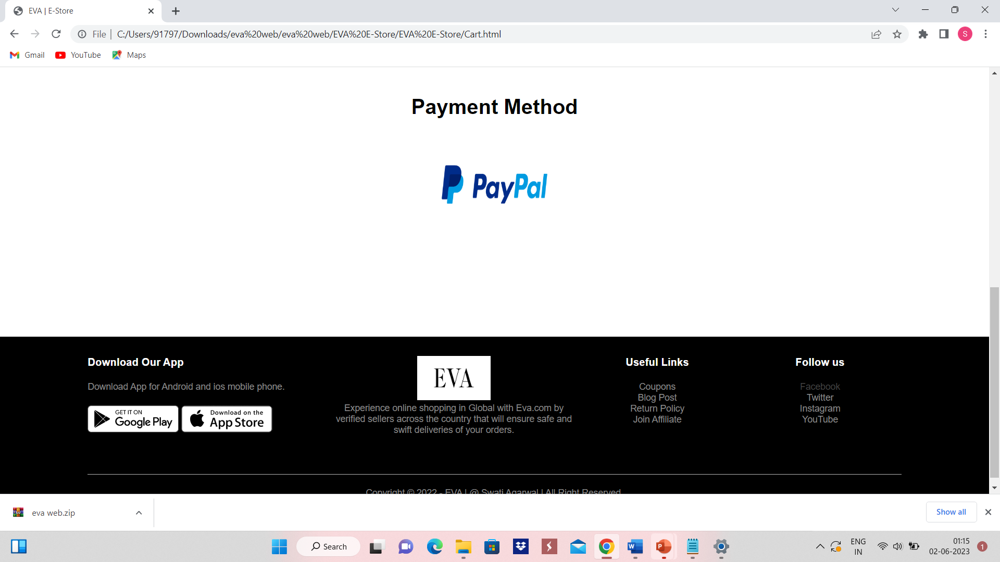 EVA | E-Store
File | C:/Users/91797/Downloads/eva%20web/eva%20web/EVA%20E-Store/EVA%20E-Store/Cart.html
S
Gmail YouTube Maps
Payment Method
PayPal
Download Our App
Download App for Android and ios mobile phone.
GET IT ON
Google Play
Download on the
App Store
EVA
Experience online shopping in Global with Eva.com by
verified sellers across the country that will ensure safe and
swift deliveries of your orders.
Useful Links
Coupons
Blog Post
Return Policy
Join Affiliate
Follow us
Facebook
Twitter
Instagram
YouTube
Copyright © 2022 - EVA | @ Swati Agarwal | All Right Reserved
eva web.zip
Show all
Search
ENG
IN
01:15
02-06-2023
1